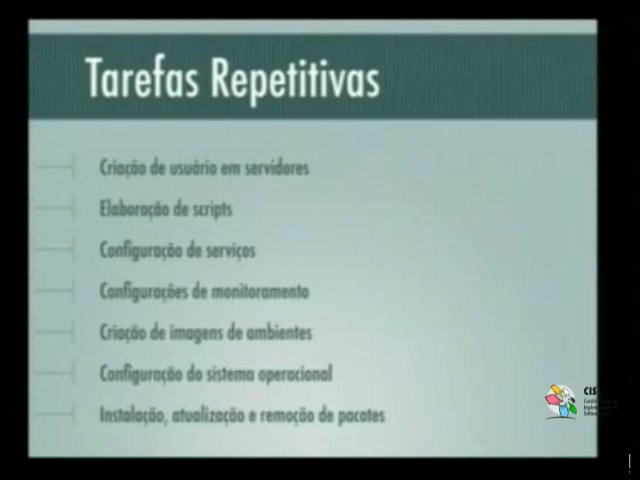 Tarefas Repetitivas
Criação de usuário em servidores
Elaboração de scripts
Configuração de serviços
Configurações de monitoramento
Criação de imagens de ambientes
Configuração do sistema operacional
Instalação, atualização e remoção de pacotes
CIS